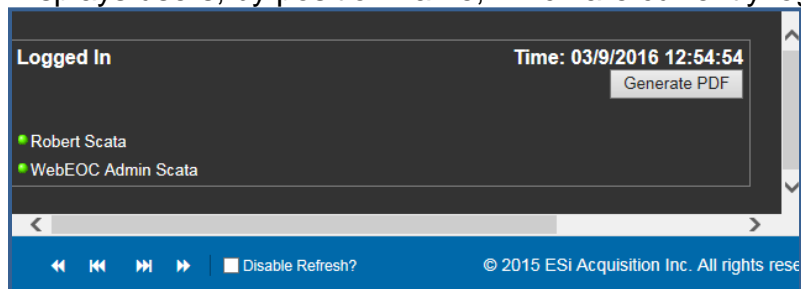 Logged In
Time: 03/9/2016 12:54:54
Generate PDF
Robert Scata
WebEOC Admin Scata
Disable Refresh?
© 2015 ESi Acquisition Inc. All rights rese